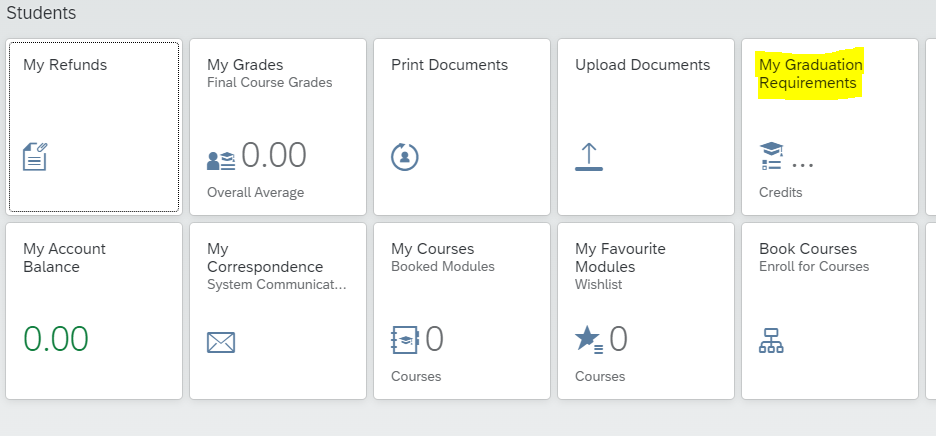 Students
My Refunds
My Grades
Final Course Grades
0.00
Overall Average
Print Documents
Upload Documents
My Graduation
Requirements
...
Credits
My Account
Balance
0.00
My
Correspondence
System Communicat...
My Courses
Booked Modules
0
Courses
My Favourite
Modules
Wishlist
0
Courses
Book Courses
Enroll for Courses